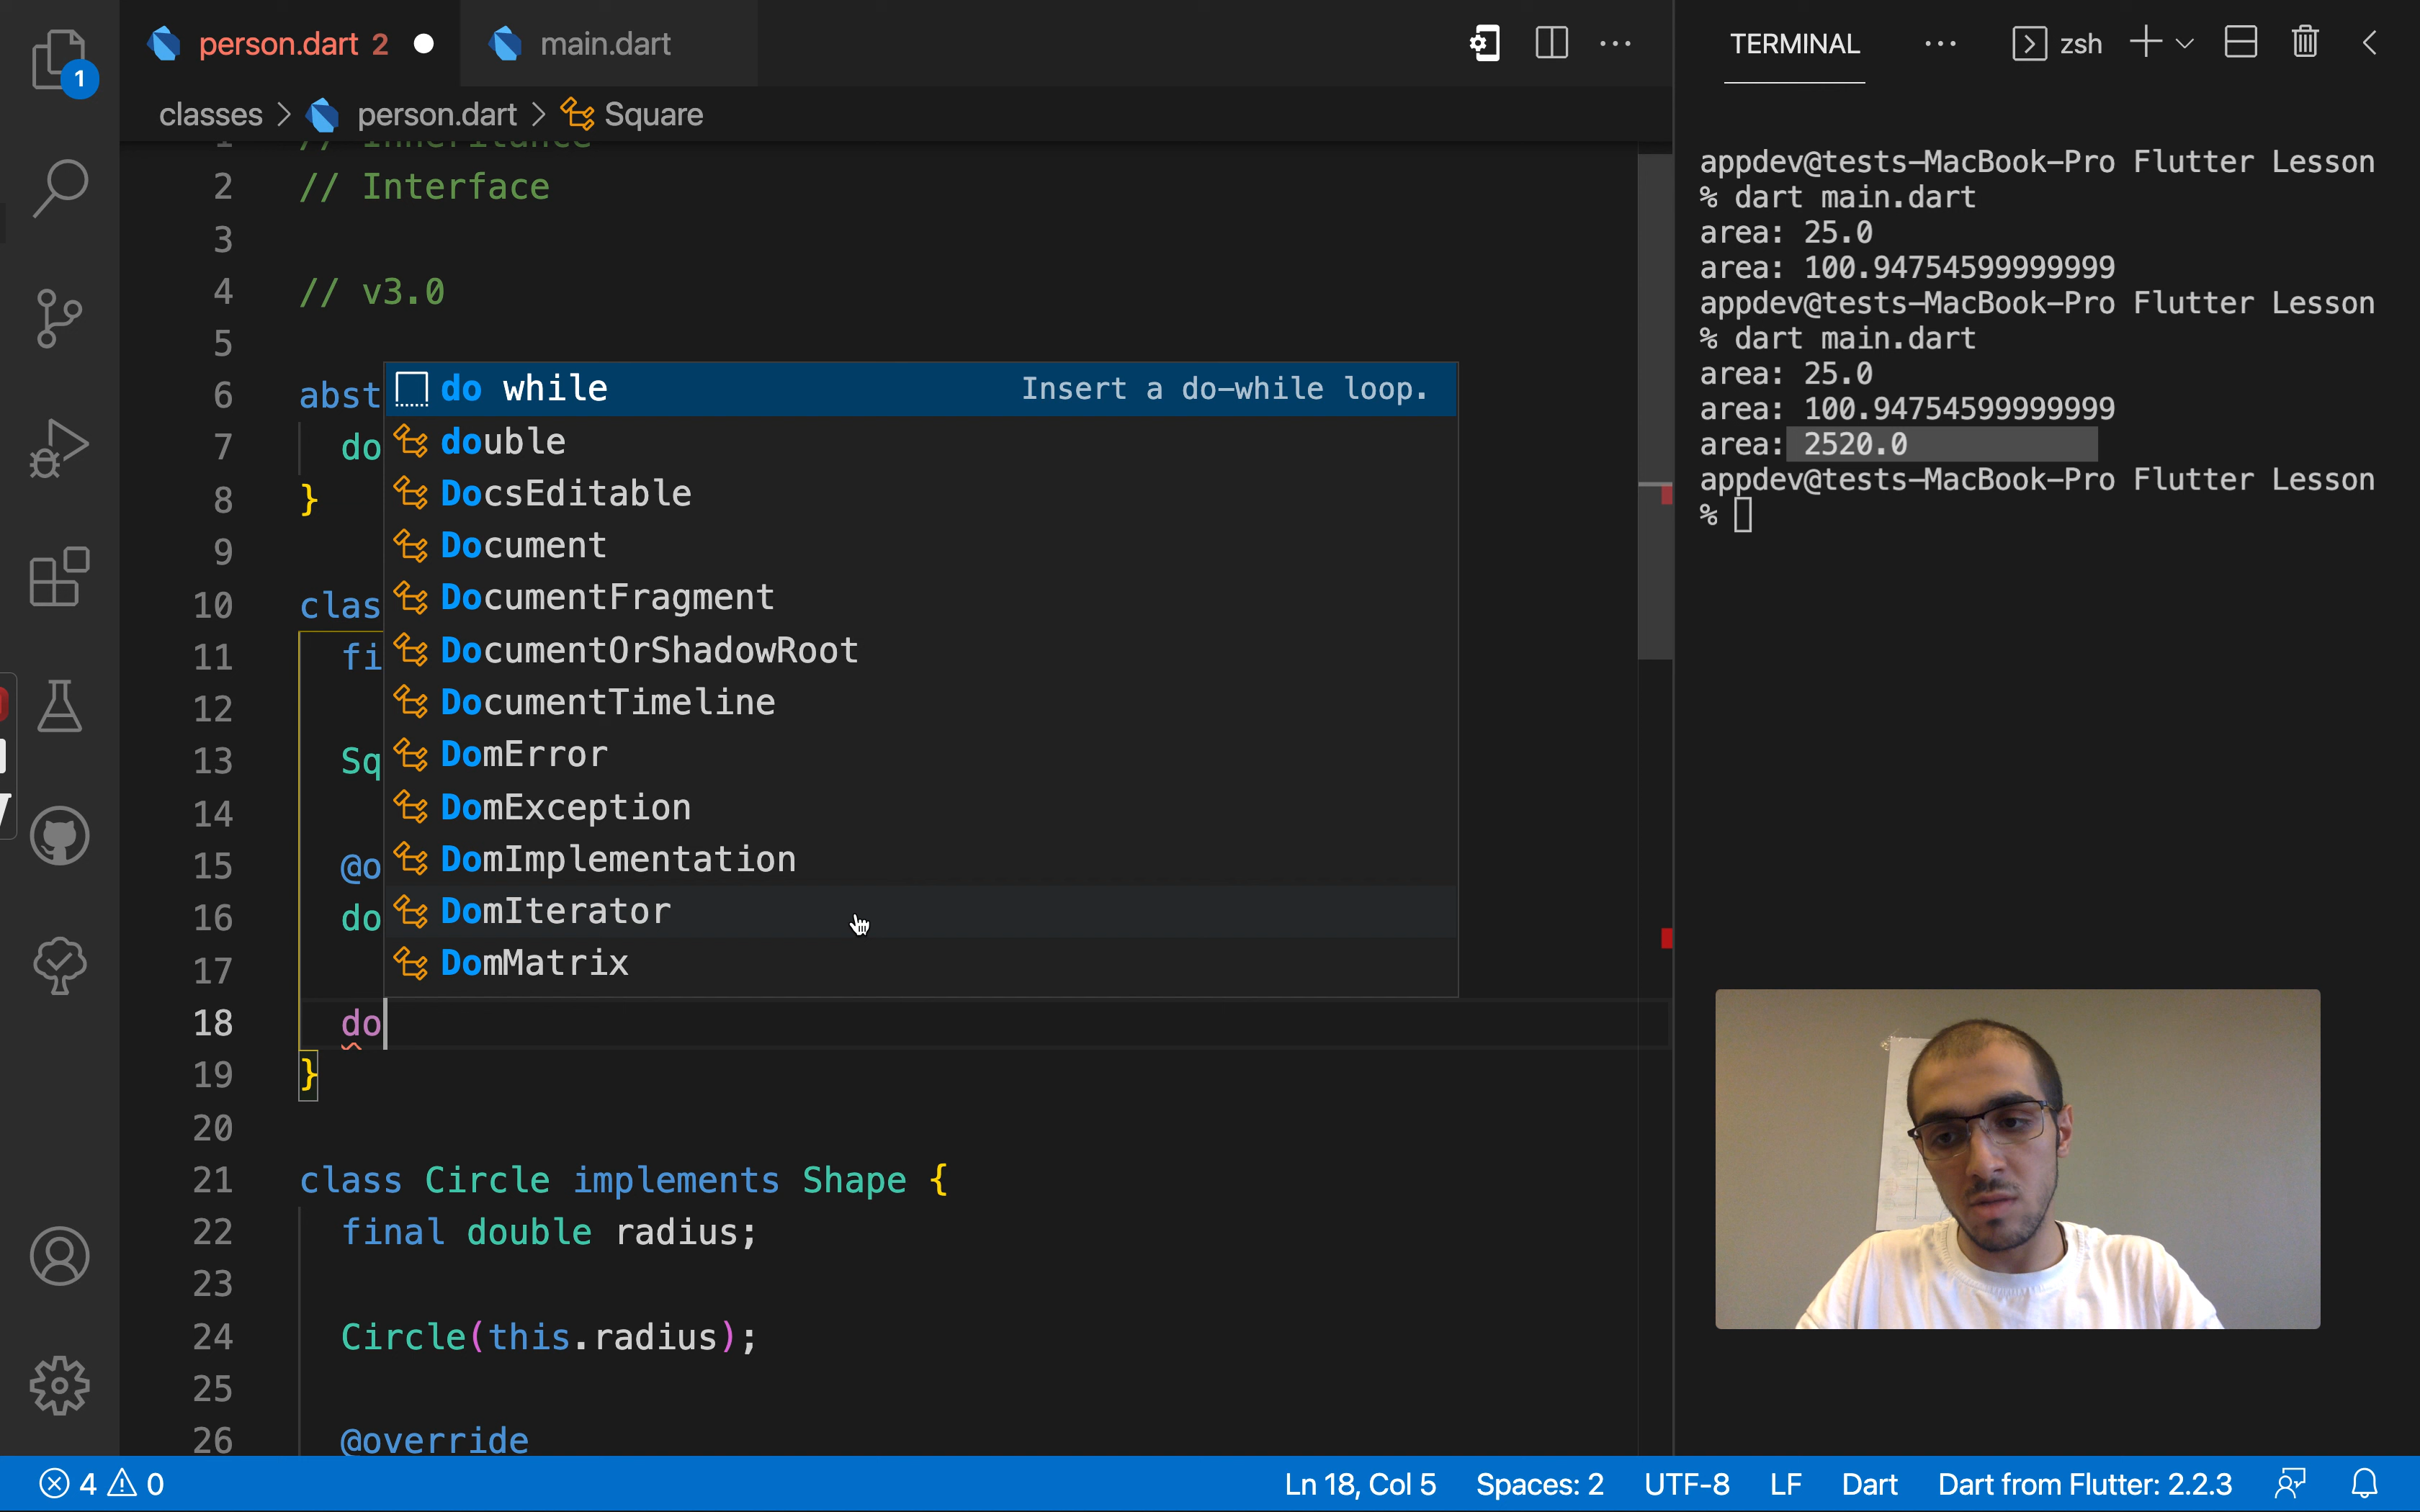 person.dart 2
main.dart
TERMINAL
zsh
1
classes > person.dart > Square
1 // Inheritance
2 // Interface
3
4 // v3.0
5
6 abst
7 do
8 }
9
10 clas
11 fi
12
13 Sq
14
15 @o
16 do
17
18 do
19 }
20
21 class Circle implements Shape {
22 final double radius;
23
24 Circle(this.radius);
25
26 @override
do while Insert a do-while loop.
double
DocsEditable
Document
DocumentFragment
DocumentOrShadowRoot
DocumentTimeline
DomError
DomException
DomImplementation
DomIterator
DomMatrix
appdev@tests-MacBook-Pro Flutter Lesson
% dart main.dart
area: 25.0
area: 100.94754599999999
appdev@tests-MacBook-Pro Flutter Lesson
% dart main.dart
area: 25.0
area: 100.94754599999999
area: 2520.0
appdev@tests-MacBook-Pro Flutter Lesson
%
4 0
Ln 18, Col 5 Spaces: 2 UTF-8 LF Dart Dart from Flutter: 2.2.3